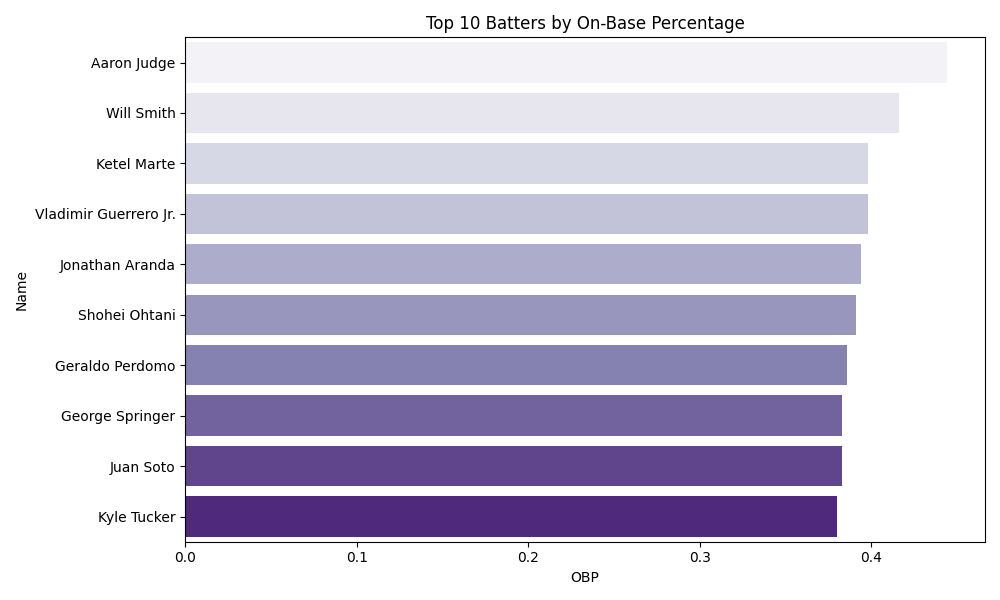 Top 10 Batters by On-Base Percentage
Aaron Judge
Will Smith
Ketel Marte
Vladimir Guerrero Jr.
Jonathan Aranda
Shohei Ohtani
Geraldo Perdomo
George Springer
Juan Soto
Kyle Tucker
Name
0.0 0.1 0.2 0.3 0.4
OBP